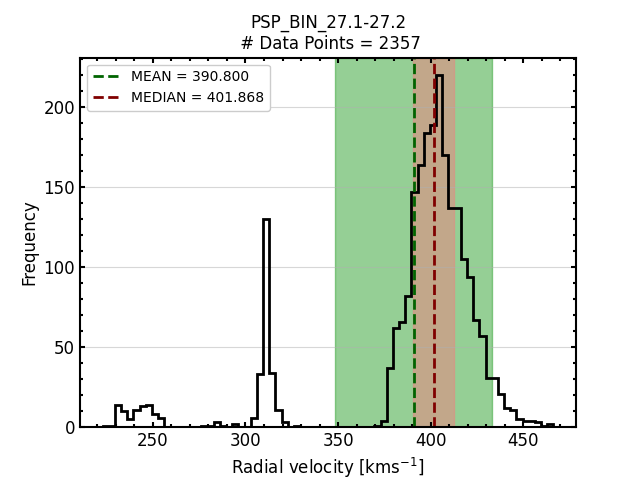 PSP_BIN_27.1-27.2
# Data Points = 2357
MEAN = 390.800
MEDIAN = 401.868
Frequency
200
150
100
50
0
250 300 350 400 450
Radial velocity [kms⁻¹]